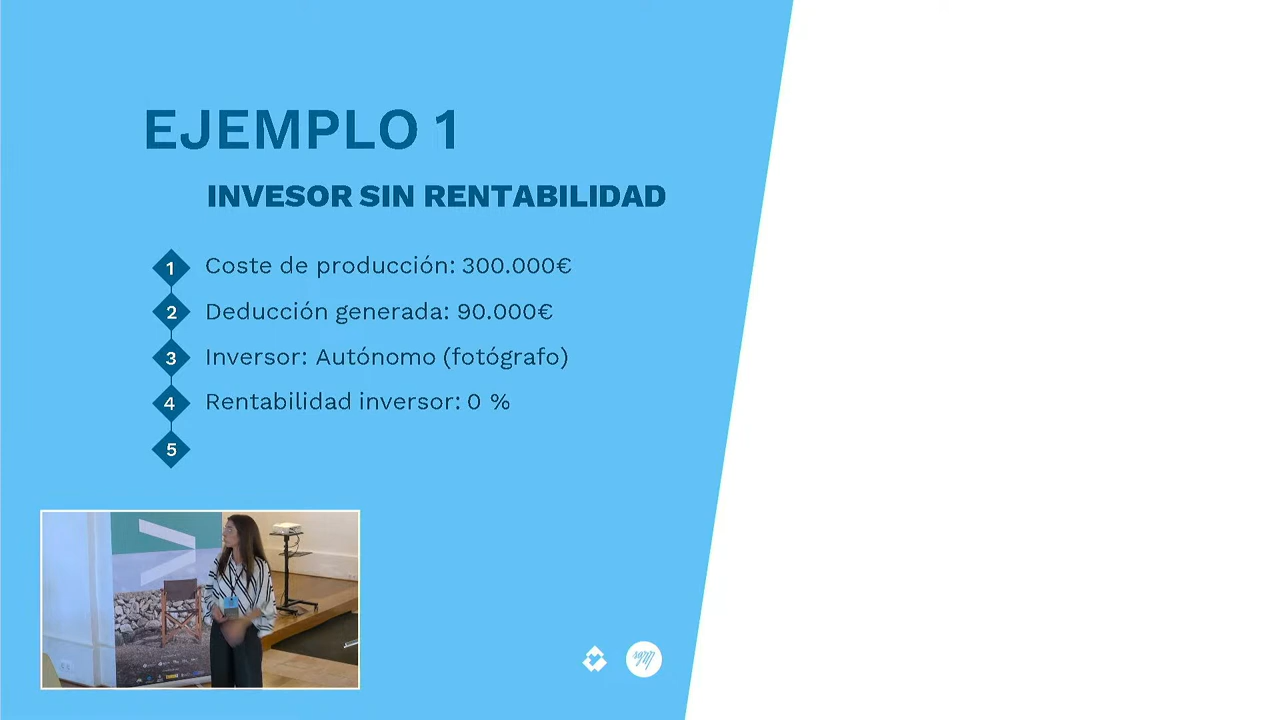 EJEMPLO 1
INVESOR SIN RENTABILIDAD
1 Coste de producción: 300.000€
2 Deducción generada: 90.000€
3 Inversor: Autónomo (fotógrafo)
4 Rentabilidad inversor: 0 %
5